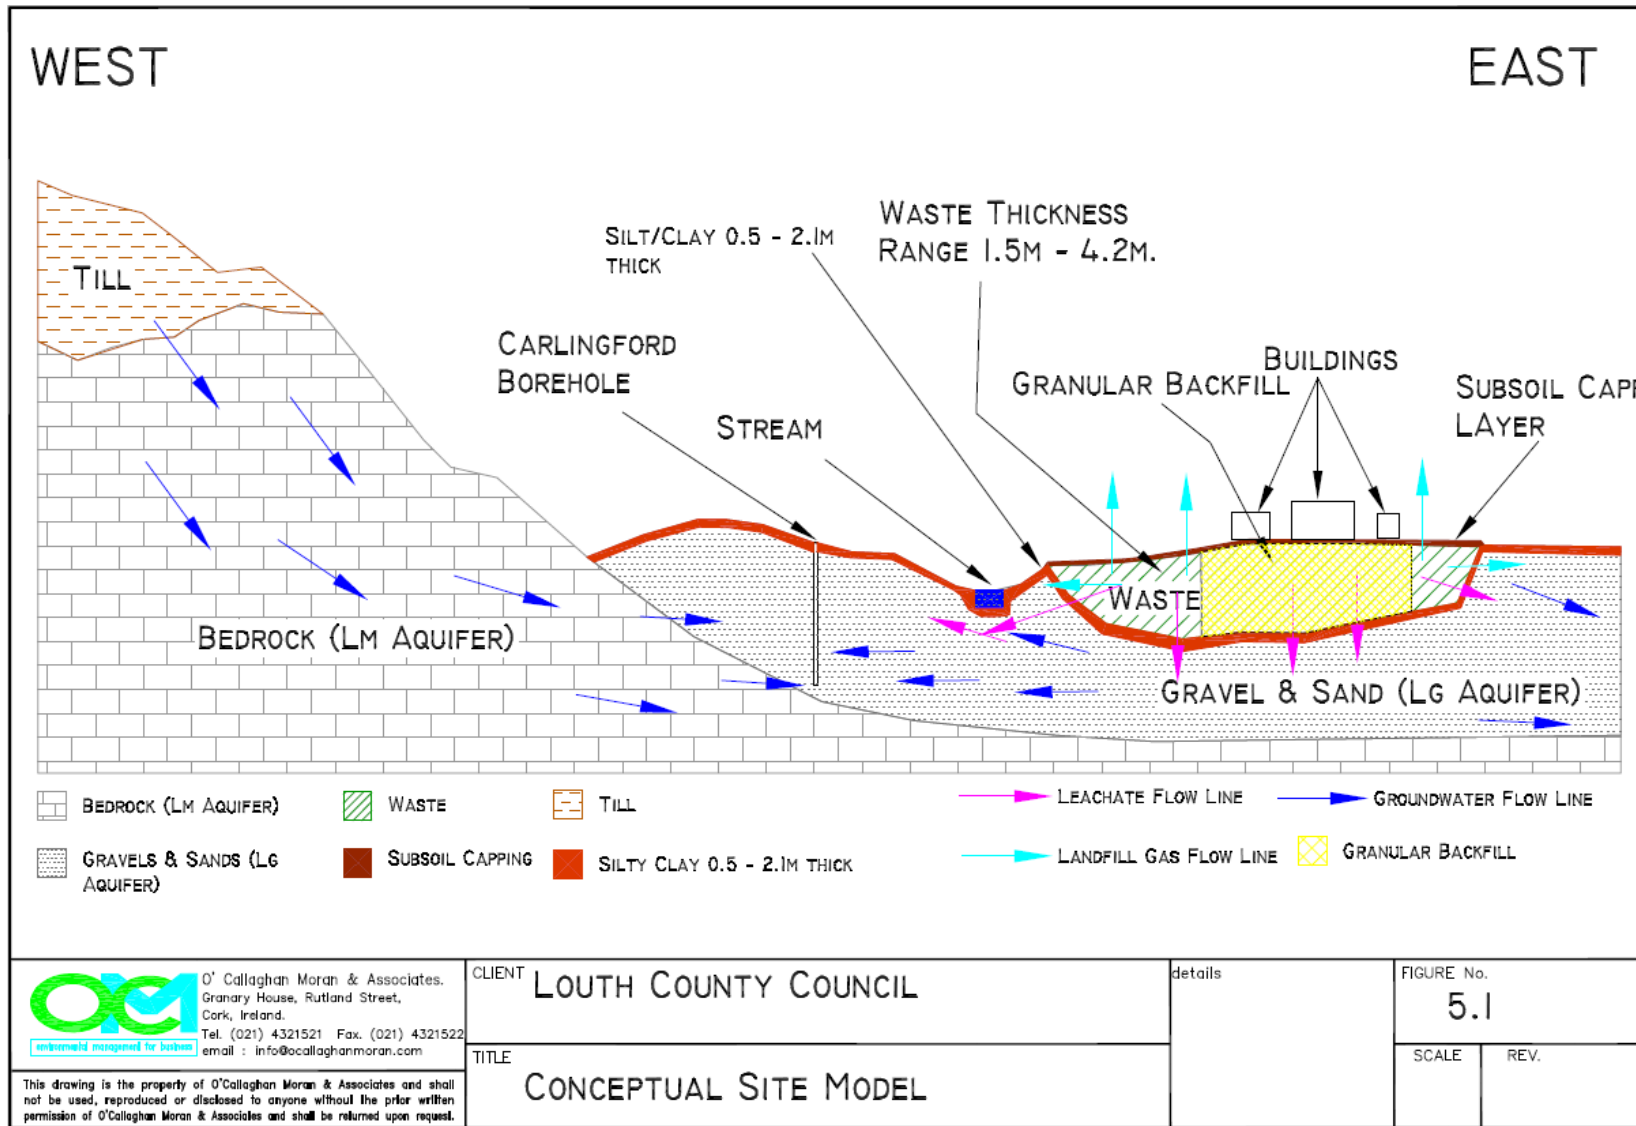 WEST
EAST
WASTE THICKNESS
RANGE 1.5M - 4.2M.
SILT/CLAY 0.5 - 2.1M
THICK
TILL
CARLINGFORD
BOREHOLE
BUILDINGS
GRANULAR BACKFILL
SUBSOIL CAPP
LAYER
STREAM
WASTE
BEDROCK (LM AQUIFER)
GRAVEL & SAND (LG AQUIFER)
BEDROCK (LM AQUIFER)
WASTE
TILL
LEACHATE FLOW LINE
GROUNDWATER FLOW LINE
GRAVELS & SANDS (LG
AQUIFER)
SUBSOIL CAPPING
SILTY CLAY 0.5 - 2.1M THICK
LANDFILL GAS FLOW LINE
GRANULAR BACKFILL
OCM
environmental management for business
O' Callaghan Moran & Associates.
Granary House, Rutland Street,
Cork, Ireland.
Tel. (021) 4321521 Fax. (021) 4321522
email : info@ocallaghanmoran.com
This drawing is the property of O'Callaghan Moran & Associates and shall
not be used, reproduced or disclosed to anyone without the prior written
permission of O'Callaghan Moran & Associates and shall be returned upon request.
CLIENT LOUTH COUNTY COUNCIL
TITLE
CONCEPTUAL SITE MODEL
details
FIGURE No.
5.1
SCALE
REV.